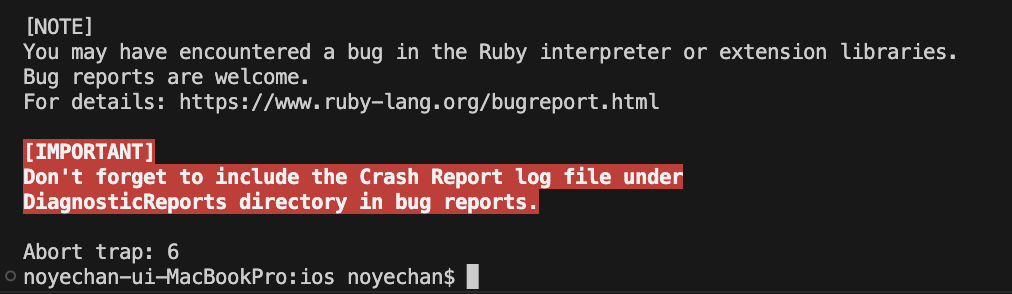 [NOTE]
You may have encountered a bug in the Ruby interpreter or extension libraries.
Bug reports are welcome.
For details: https://www.ruby-lang.org/bugreport.html
[IMPORTANT]
Don't forget to include the Crash Report log file under
DiagnosticReports directory in bug reports.
Abort trap: 6
noyechan-ui-MacBookPro:ios noyechan$